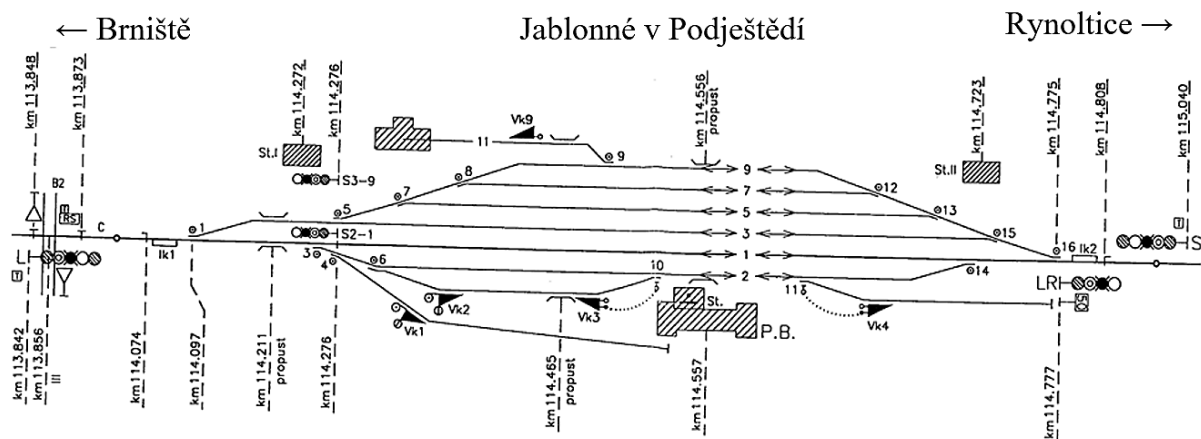 ← Brniště
Jablonné v Podještědí
Rynoltice →
km 113.848
km 113.873
km 114.272
km 114.276
km 114.556
propust
km 114.723
km 114.775
km 114.808
km 115.040
St.I
S3-9
11
Vk9
9
St.II
B2
RS
C
1
7
8
5
9
7
5
3
1
2
12
13
15
16
S2-1
T
S
L
T
Ik1
3
4
6
10
11
14
Ik2
LR
50
Vk1
Vk2
Vk3
St.
P.B.
Vk4
km 113.842
km 113.856
km 114.074
km 114.097
km 114.211
propust
km 114.276
km 114.465
propust
km 114.557
km 114.777